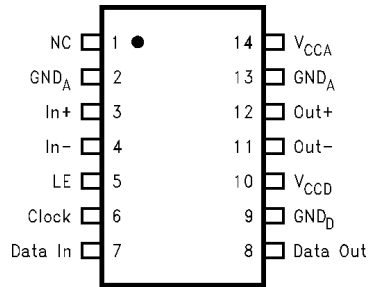 NC 1 14 VCCA
GNDA 2 13 GNDA
In+ 3 12 Out+
In- 4 11 Out-
LE 5 10 VCCD
Clock 6 9 GNDD
Data In 7 8 Data Out